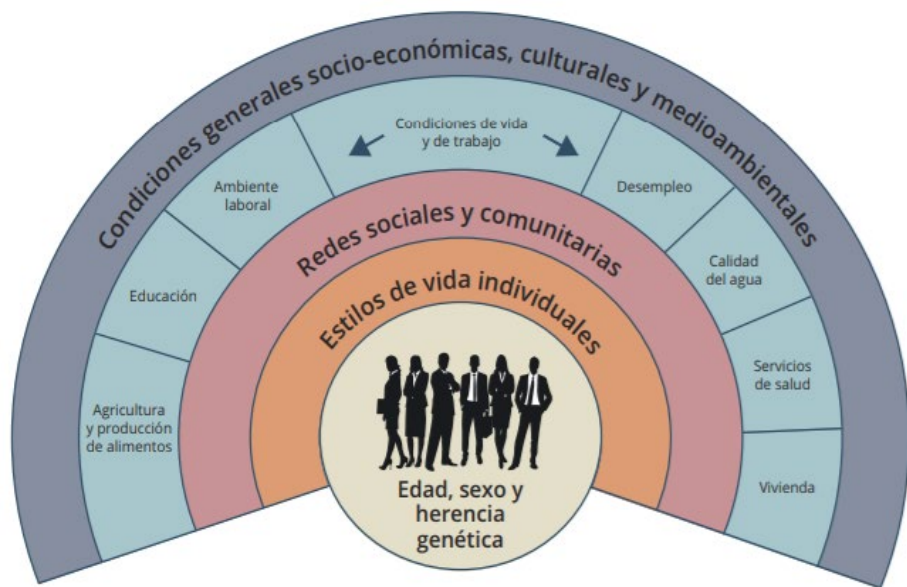 Condiciones generales socio-económicas, culturales y medioambientales
Condiciones de vida
y de trabajo
Ambiente
laboral
Desempleo
Redes sociales y comunitarias
Educación
Calidad
del agua
Estilos de vida individuales
Agricultura
y producción
de alimentos
Servicios
de salud
Vivienda
Edad, sexo y
herencia
genética